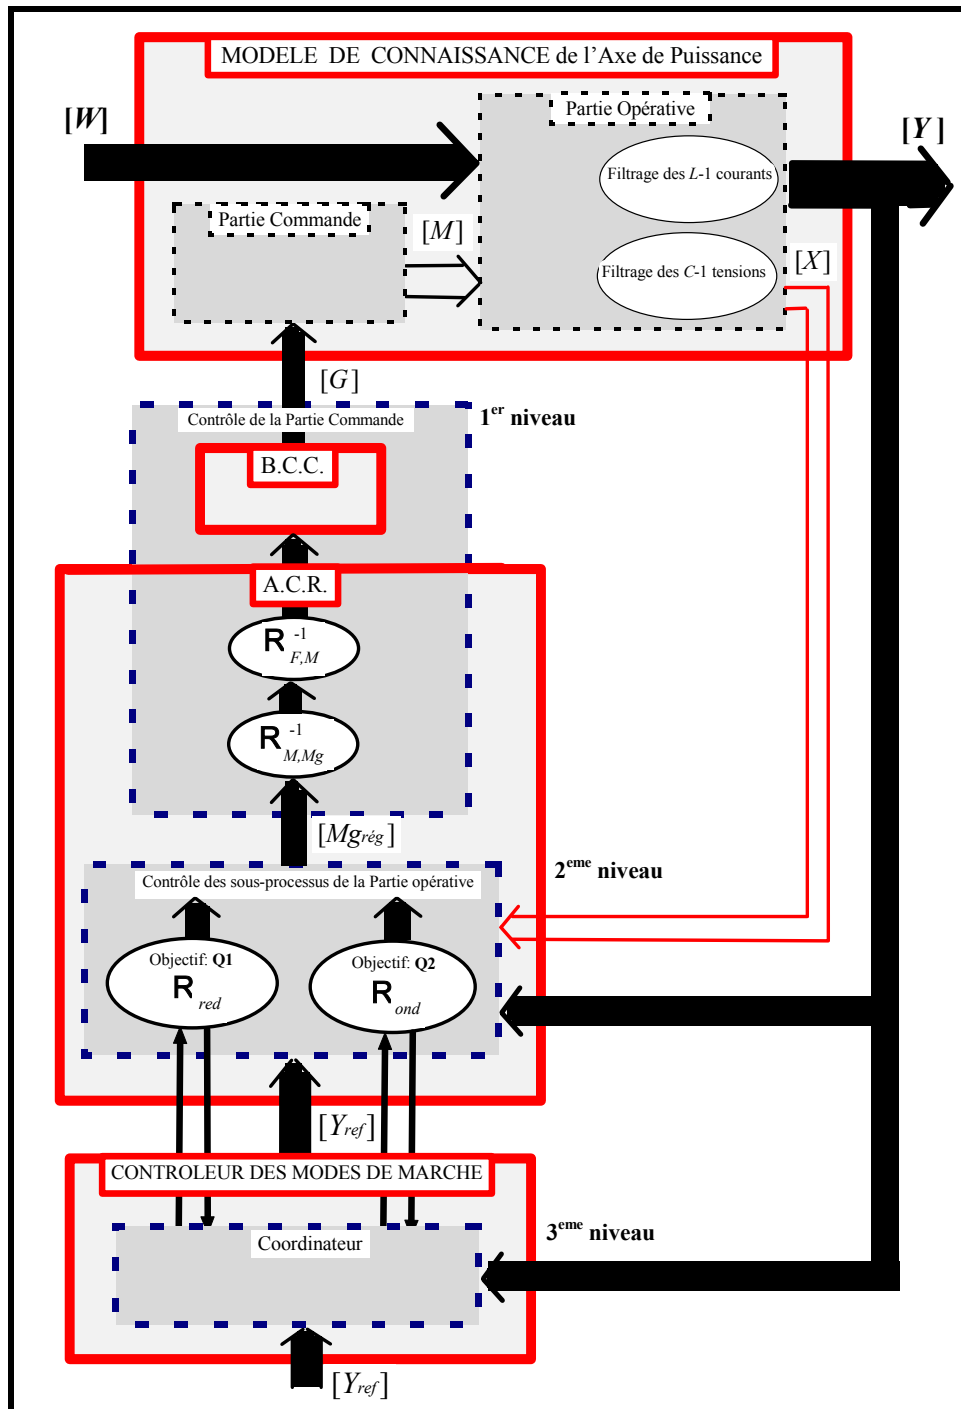 MODELE DE CONNAISSANCE de l'Axe de Puissance
[W]
Partie Opérative
[Y]
Filtrage des L-1 courants
Partie Commande
[M]
Filtrage des C-1 tensions
[X]
[G]
Contrôle de la Partie Commande
1er niveau
B.C.C.
A.C.R.
R -1 F,M
R -1 M,Mg
[Mgrég]
2eme niveau
Contrôle des sous-processus de la Partie opérative
Objectif: Q1
R red
Objectif: Q2
R ond
[Yref]
CONTROLEUR DES MODES DE MARCHE
3eme niveau
Coordinateur
[Yref]